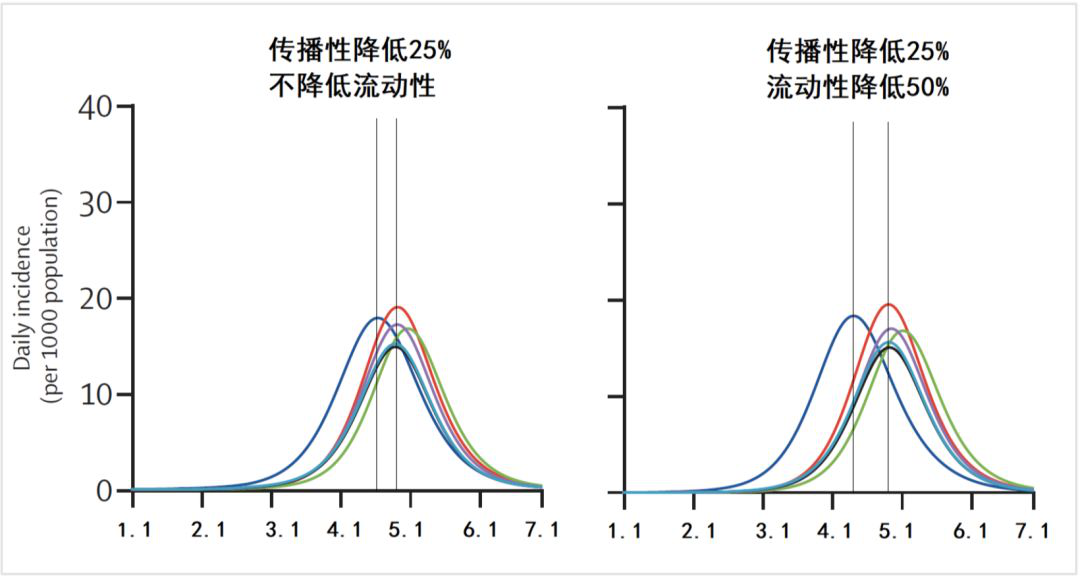 传播性降低25%
不降低流动性
传播性降低25%
流动性降低50%
Daily incidence
(per 1000 population)
40
30
20
10
0
1.1 2.1 3.1 4.1 5.1 6.1 7.1
1.1 2.1 3.1 4.1 5.1 6.1 7.1